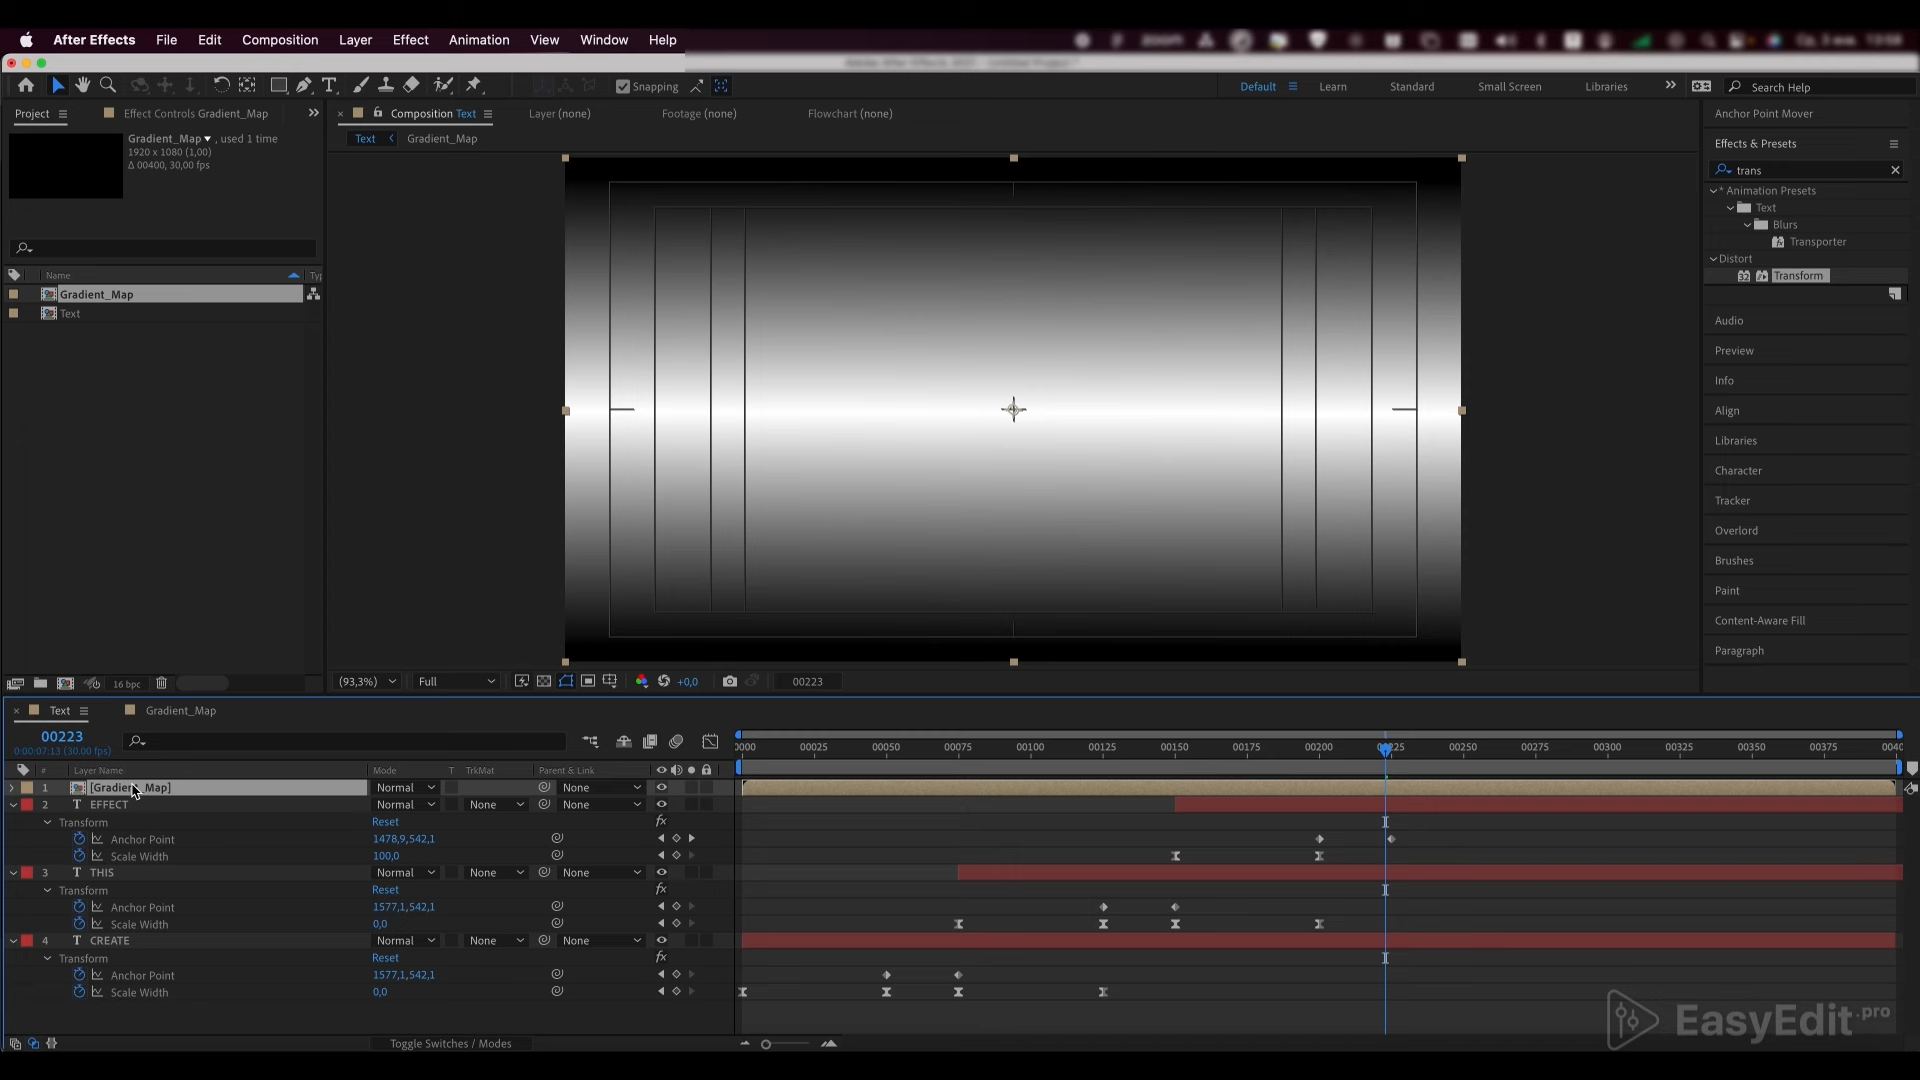 After Effects File Edit Composition Layer Effect Animation View Window Help
Snapping Default Learn Standard Small Screen Libraries Search Help
Project Effect Controls Gradient_Map Composition Text Layer (none) Footage (none) Flowchart (none) Anchor Point Mover
Text Gradient_Map
Gradient_Map , used 1 time
1920 x 1080 (1,00)
Δ 00400, 30,00 fps
Effects & Presets
trans
* Animation Presets
Text
Blurs
Transporter
Distort
32 Transform
Name Typ
Gradient_Map
Text
Audio
Preview
Info
Align
Libraries
Character
Tracker
Overlord
Brushes
Paint
Content-Aware Fill
Paragraph
16 bpc (93,3%) Full +0,0 00223
Text Gradient_Map
00223
0:00:07:13 (30.00 fps)
0000 00025 00050 00075 00100 00125 00150 00175 00200 00225 00250 00275 00300 00325 00350 00375 0040
# Layer Name Mode T TrkMat Parent & Link
1 [Gradient_Map] Normal None
2 T EFFECT Normal None None
Transform Reset
Anchor Point 1478,9,542,1
Scale Width 100,0
3 T THIS Normal None None
Transform Reset
Anchor Point 1577,1,542,1
Scale Width 0,0
4 T CREATE Normal None None
Transform Reset
Anchor Point 1577,1,542,1
Scale Width 0,0
Toggle Switches / Modes
EasyEdit.pro